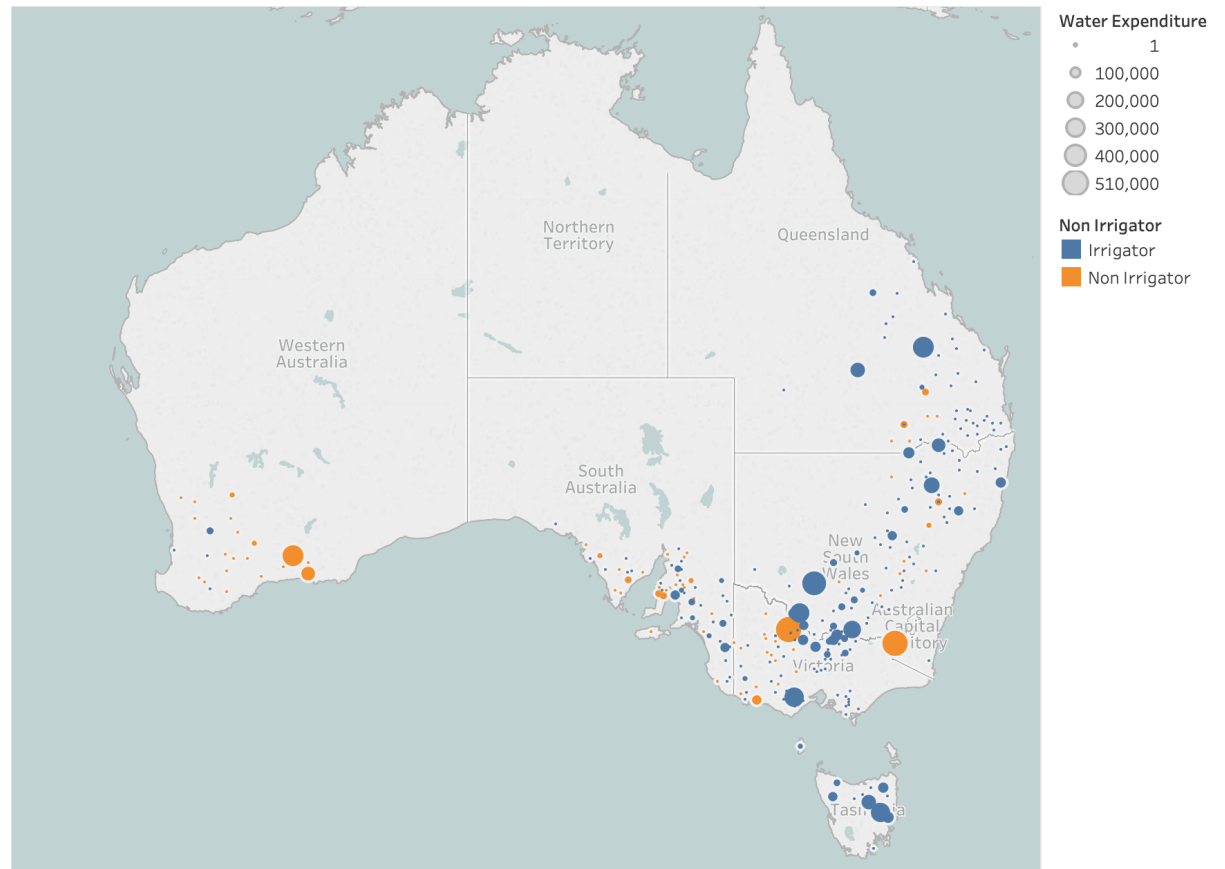 Water Expenditure
1
100,000
200,000
300,000
400,000
510,000
Non Irrigator
Irrigator
Non Irrigator
Northern
Territory
Queensland
Western
Australia
South
Australia
New
South
Wales
Australian
Capital
itory
Victoria